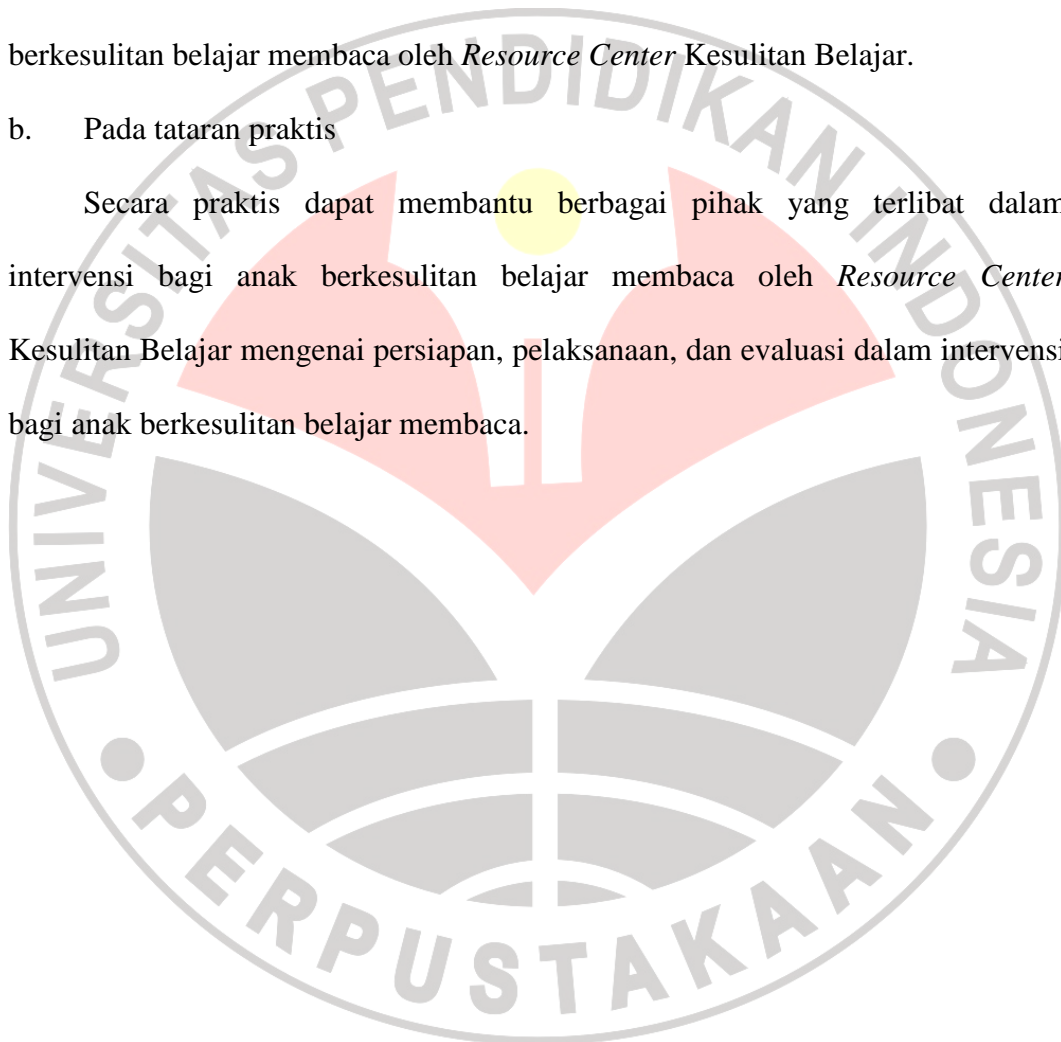 berkesulitan belajar membaca oleh Resource Center Kesulitan Belajar.
b. Pada tataran praktis
Secara praktis dapat membantu berbagai pihak yang terlibat dalam
intervensi bagi anak berkesulitan belajar membaca oleh Resource Center
Kesulitan Belajar mengenai persiapan, pelaksanaan, dan evaluasi dalam intervensi
bagi anak berkesulitan belajar membaca.
UNIVERSITAS PENDIDIKAN INDONESIA
PERPUSTAKAAN